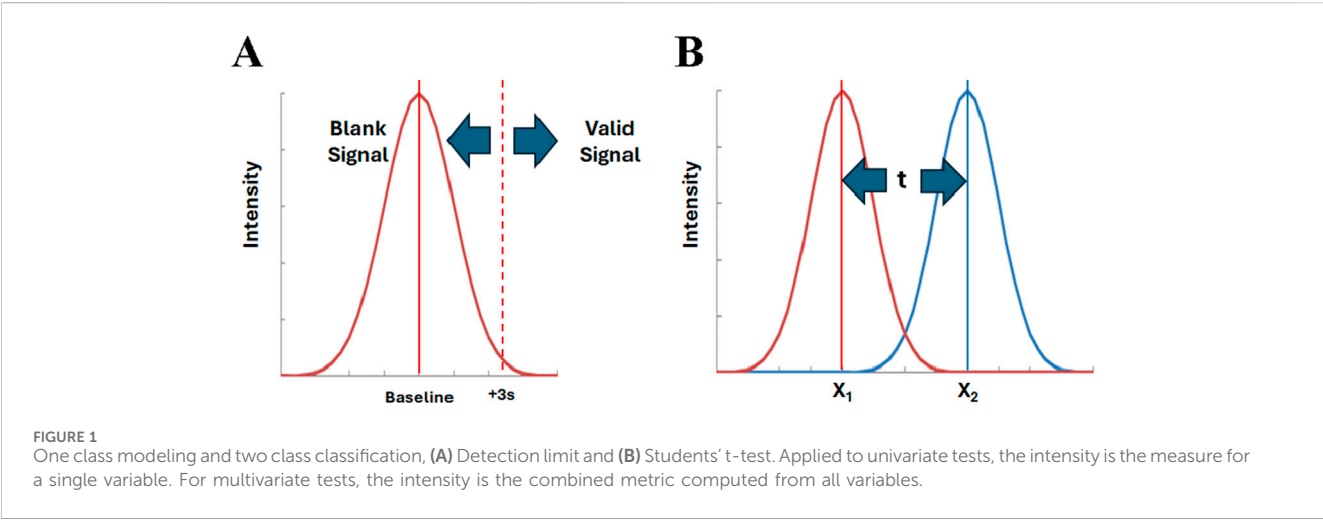 A
Intensity
Blank
Signal
Valid
Signal
Baseline
+3s
B
Intensity
t
X₁
X₂
FIGURE 1
One class modeling and two class classification, (A) Detection limit and (B) Students' t-test. Applied to univariate tests, the intensity is the measure for
a single variable. For multivariate tests, the intensity is the combined metric computed from all variables.